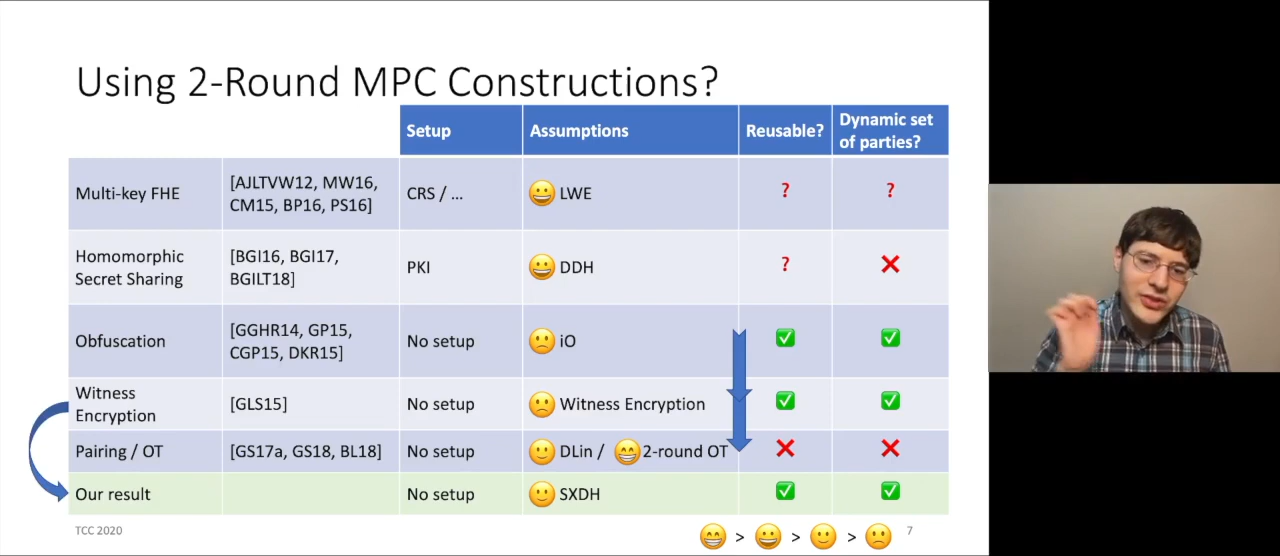 Using 2-Round MPC Constructions?
Setup Assumptions Reusable? Dynamic set
of parties?
Multi-key FHE [AJLTVW12, MW16,
CM15, BP16, PS16] CRS / ... LWE ? ?
Homomorphic
Secret Sharing [BGI16, BGI17,
BGILT18] PKI DDH ? ❌
Obfuscation [GGHR14, GP15,
CGP15, DKR15] No setup iO ✅ ✅
Witness
Encryption [GLS15] No setup Witness Encryption ✅ ✅
Pairing / OT [GS17a, GS18, BL18] No setup DLin / 2-round OT ❌ ❌
Our result No setup SXDH ✅ ✅
TCC 2020 > > > 7